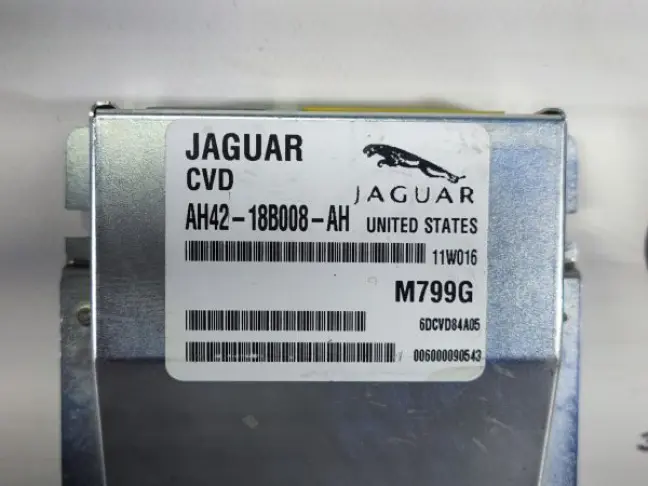 JAGUAR
CVD
JAGUAR
AH42-18B008-AH
UNITED STATES
11W016
M799G
6DCVD84A05
006000090543